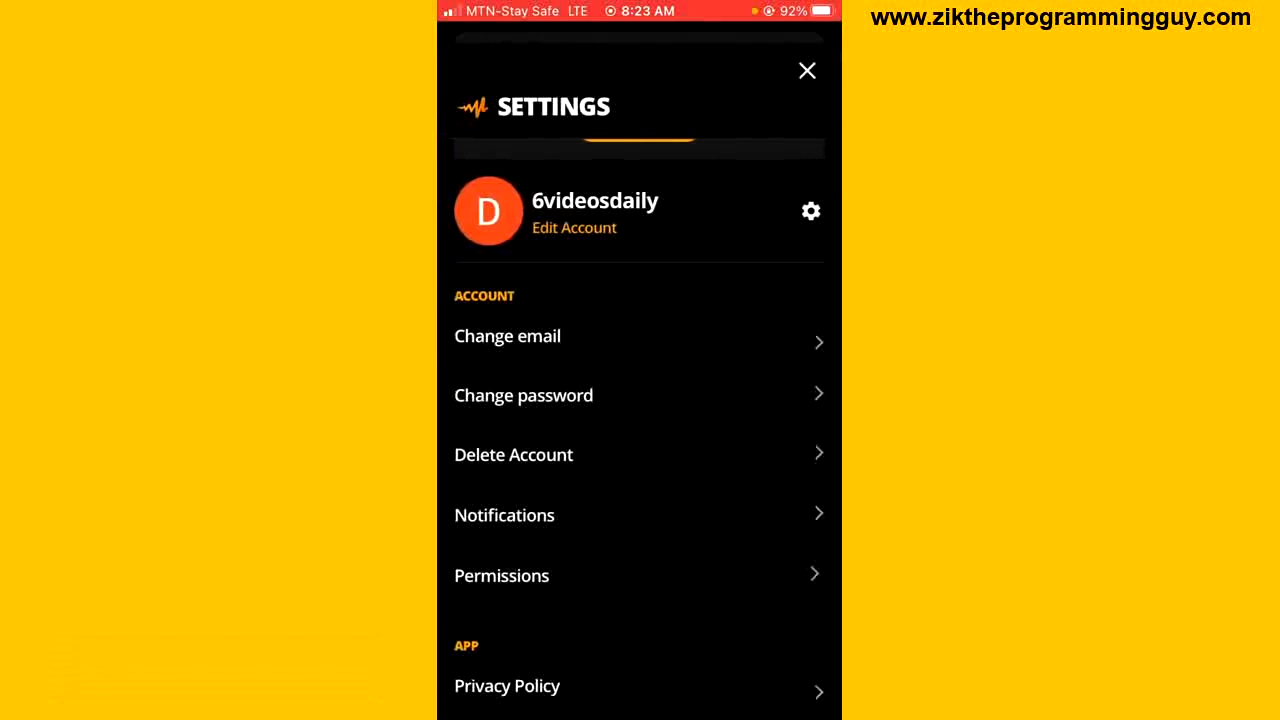 MTN-Stay Safe LTE 8:23 AM 92%
www.ziktheprogrammingguy.com
SETTINGS
D
6videosdaily
Edit Account
ACCOUNT
Change email
Change password
Delete Account
Notifications
Permissions
APP
Privacy Policy